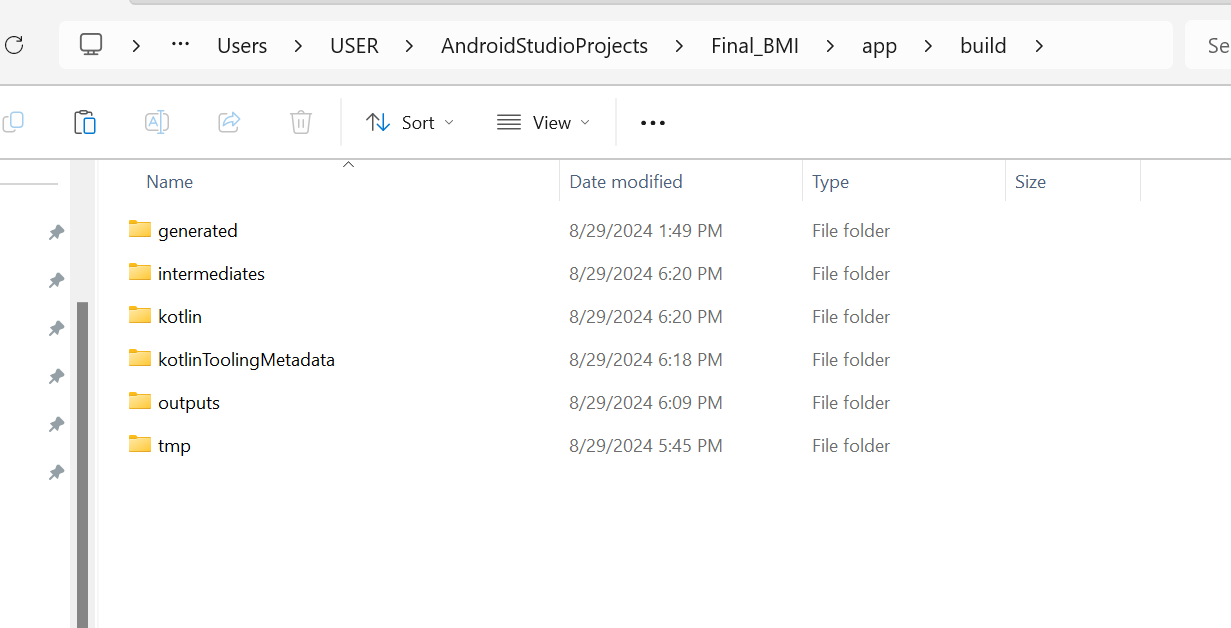 Users USER AndroidStudioProjects Final_BMI app build Se
Sort View
Name Date modified Type Size
generated 8/29/2024 1:49 PM File folder
intermediates 8/29/2024 6:20 PM File folder
kotlin 8/29/2024 6:20 PM File folder
kotlinToolingMetadata 8/29/2024 6:18 PM File folder
outputs 8/29/2024 6:09 PM File folder
tmp 8/29/2024 5:45 PM File folder